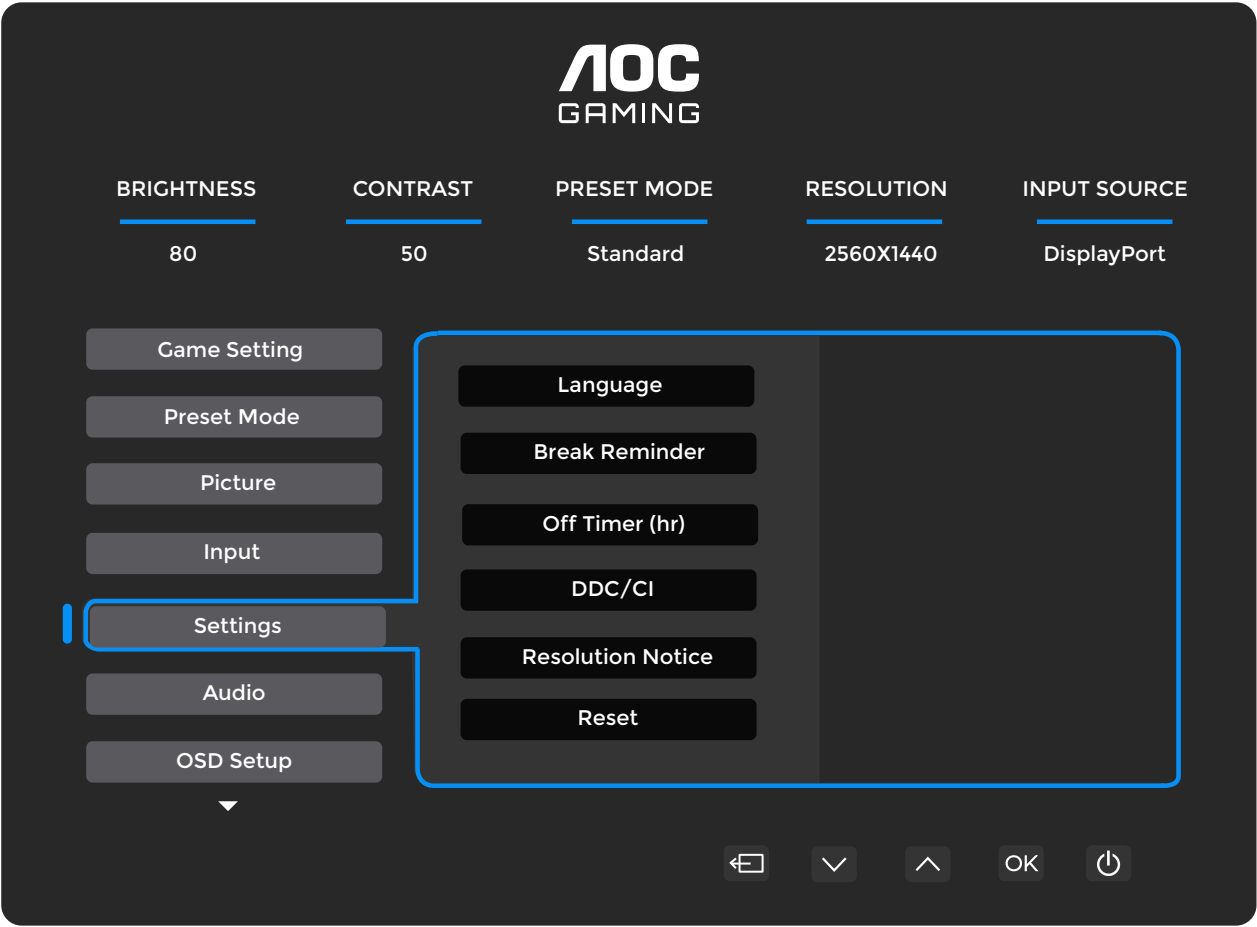 AOC
GAMING
BRIGHTNESS CONTRAST PRESET MODE RESOLUTION INPUT SOURCE
80 50 Standard 2560X1440 DisplayPort
Game Setting
Preset Mode
Picture
Input
Settings
Audio
OSD Setup
Language
Break Reminder
Off Timer (hr)
DDC/CI
Resolution Notice
Reset
OK